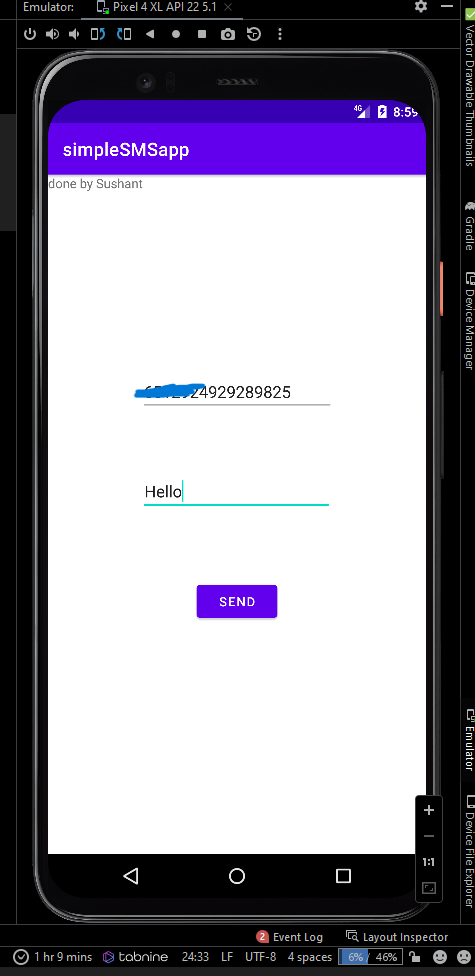 Emulator: Pixel 4 XL API 22 5.1
4G 8:59
simpleSMSapp
done by Sushant
4929289825
Hello
SEND
1:1
Vector Drawable Thumbnails
Gradle
Device Manager
Emulator
Device File Explorer
2 Event Log Layout Inspector
1 hr 9 mins tabnine 24:33 LF UTF-8 4 spaces 6% 46%